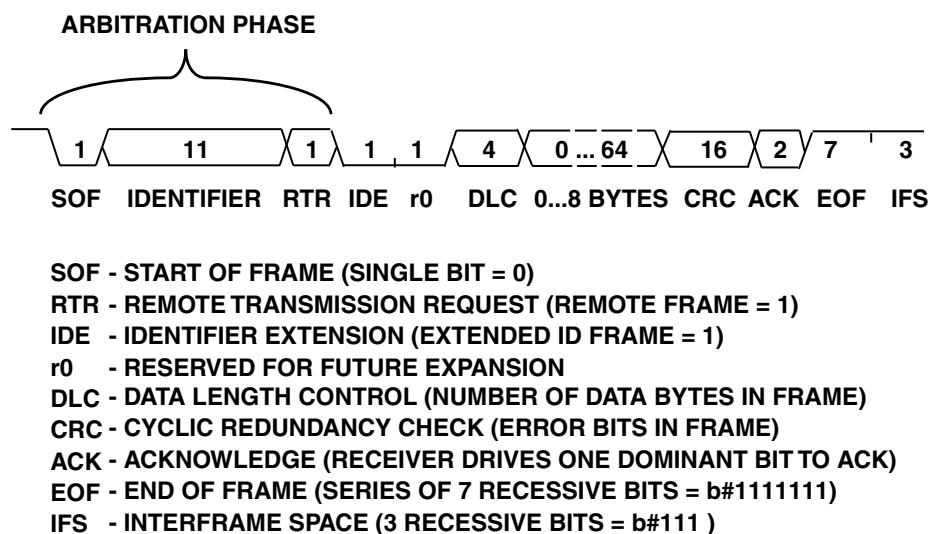 ARBITRATION PHASE
1 11 1 1 1 4 0 ... 64 16 2 7 3
SOF IDENTIFIER RTR IDE r0 DLC 0...8 BYTES CRC ACK EOF IFS
SOF - START OF FRAME (SINGLE BIT = 0)
RTR - REMOTE TRANSMISSION REQUEST (REMOTE FRAME = 1)
IDE - IDENTIFIER EXTENSION (EXTENDED ID FRAME = 1)
r0 - RESERVED FOR FUTURE EXPANSION
DLC - DATA LENGTH CONTROL (NUMBER OF DATA BYTES IN FRAME)
CRC - CYCLIC REDUNDANCY CHECK (ERROR BITS IN FRAME)
ACK - ACKNOWLEDGE (RECEIVER DRIVES ONE DOMINANT BIT TO ACK)
EOF - END OF FRAME (SERIES OF 7 RECESSIVE BITS = b#1111111)
IFS - INTERFRAME SPACE (3 RECESSIVE BITS = b#111 )